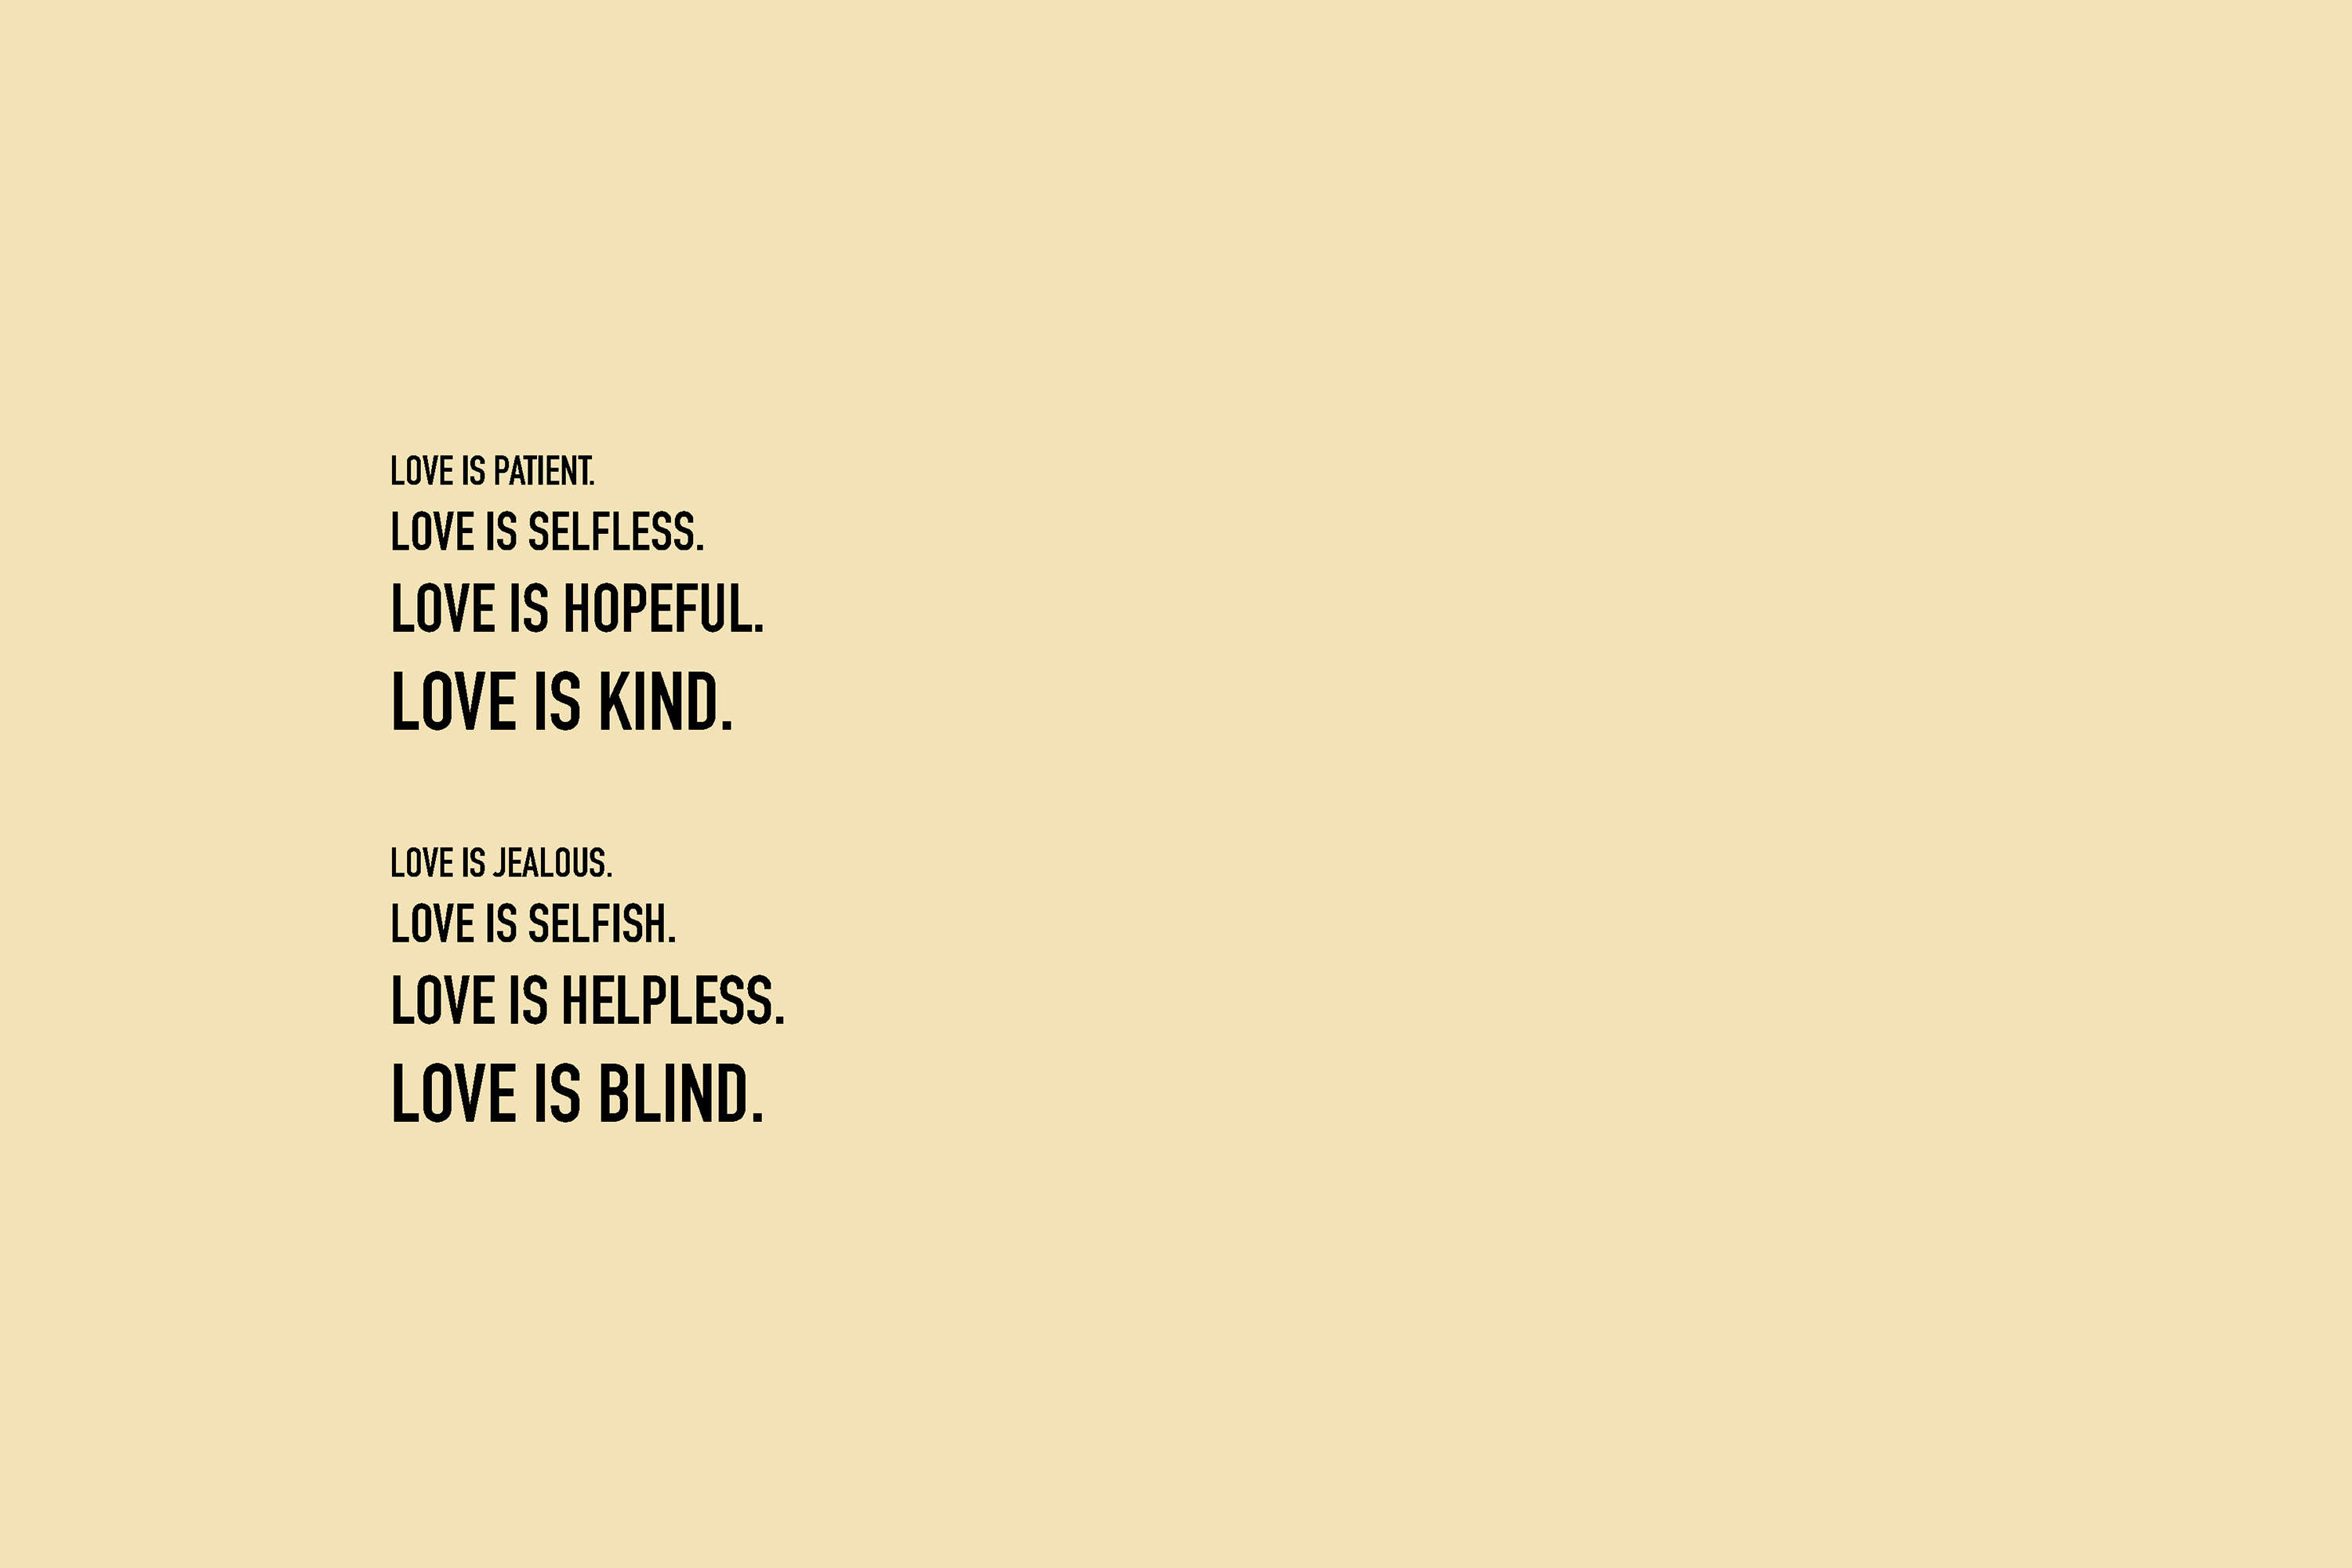 LOVE IS PATIENT.
LOVE IS SELFLESS.
LOVE IS HOPEFUL.
LOVE IS KIND.
LOVE IS JEALOUS.
LOVE IS SELFISH.
LOVE IS HELPLESS.
LOVE IS BLIND.